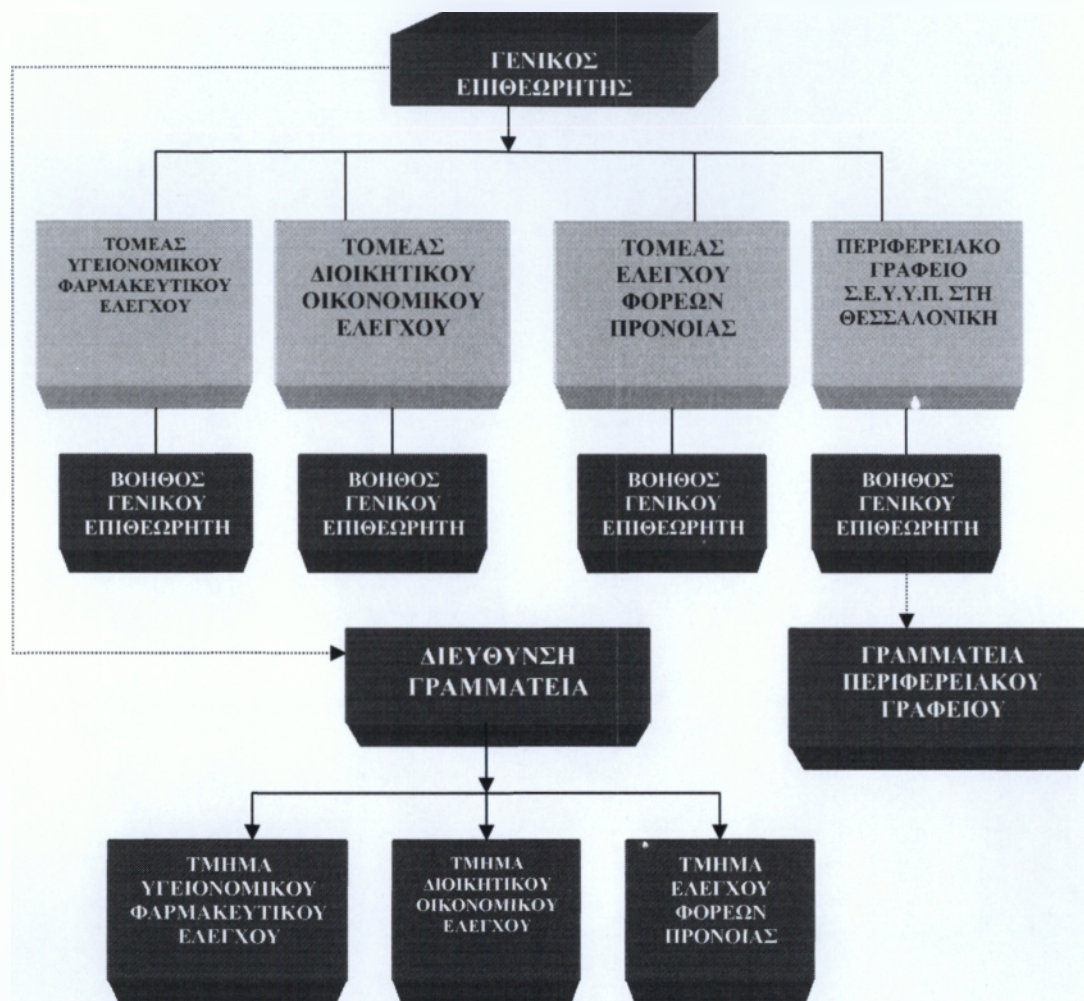 ΓΕΝΙΚΟΣ
ΕΠΙΘΕΩΡΗΤΗΣ
ΤΟΜΕΑΣ
ΥΓΕΙΟΝΟΜΙΚΟΥ
ΦΑΡΜΑΚΕΥΤΙΚΟΥ
ΕΛΕΓΧΟΥ
ΤΟΜΕΑΣ
ΔΙΟΙΚΗΤΙΚΟΥ
ΟΙΚΟΝΟΜΙΚΟΥ
ΕΛΕΓΧΟΥ
ΤΟΜΕΑΣ
ΕΛΕΓΧΟΥ
ΦΟΡΕΩΝ
ΠΡΟΝΟΙΑΣ
ΠΕΡΙΦΕΡΕΙΑΚΟ
ΓΡΑΦΕΙΟ
Σ.Ε.Υ.Υ.Π. ΣΤΗ
ΘΕΣΣΑΛΟΝΙΚΗ
ΒΟΗΘΟΣ
ΓΕΝΙΚΟΥ
ΕΠΙΘΕΩΡΗΤΗ
ΒΟΗΘΟΣ
ΓΕΝΙΚΟΥ
ΕΠΙΘΕΩΡΗΤΗ
ΒΟΗΘΟΣ
ΓΕΝΙΚΟΥ
ΕΠΙΘΕΩΡΗΤΗ
ΒΟΗΘΟΣ
ΓΕΝΙΚΟΥ
ΕΠΙΘΕΩΡΗΤΗ
ΔΙΕΥΘΥΝΣΗ
ΓΡΑΜΜΑΤΕΙΑ
ΓΡΑΜΜΑΤΕΙΑ
ΠΕΡΙΦΕΡΕΙΑΚΟΥ
ΓΡΑΦΕΙΟΥ
ΤΜΗΜΑ
ΥΓΕΙΟΝΟΜΙΚΟΥ
ΦΑΡΜΑΚΕΥΤΙΚΟΥ
ΕΛΕΓΧΟΥ
ΤΜΗΜΑ
ΔΙΟΙΚΗΤΙΚΟΥ
ΟΙΚΟΝΟΜΙΚΟΥ
ΕΛΕΓΧΟΥ
ΤΜΗΜΑ
ΕΛΕΓΧΟΥ
ΦΟΡΕΩΝ
ΠΡΟΝΟΙΑΣ